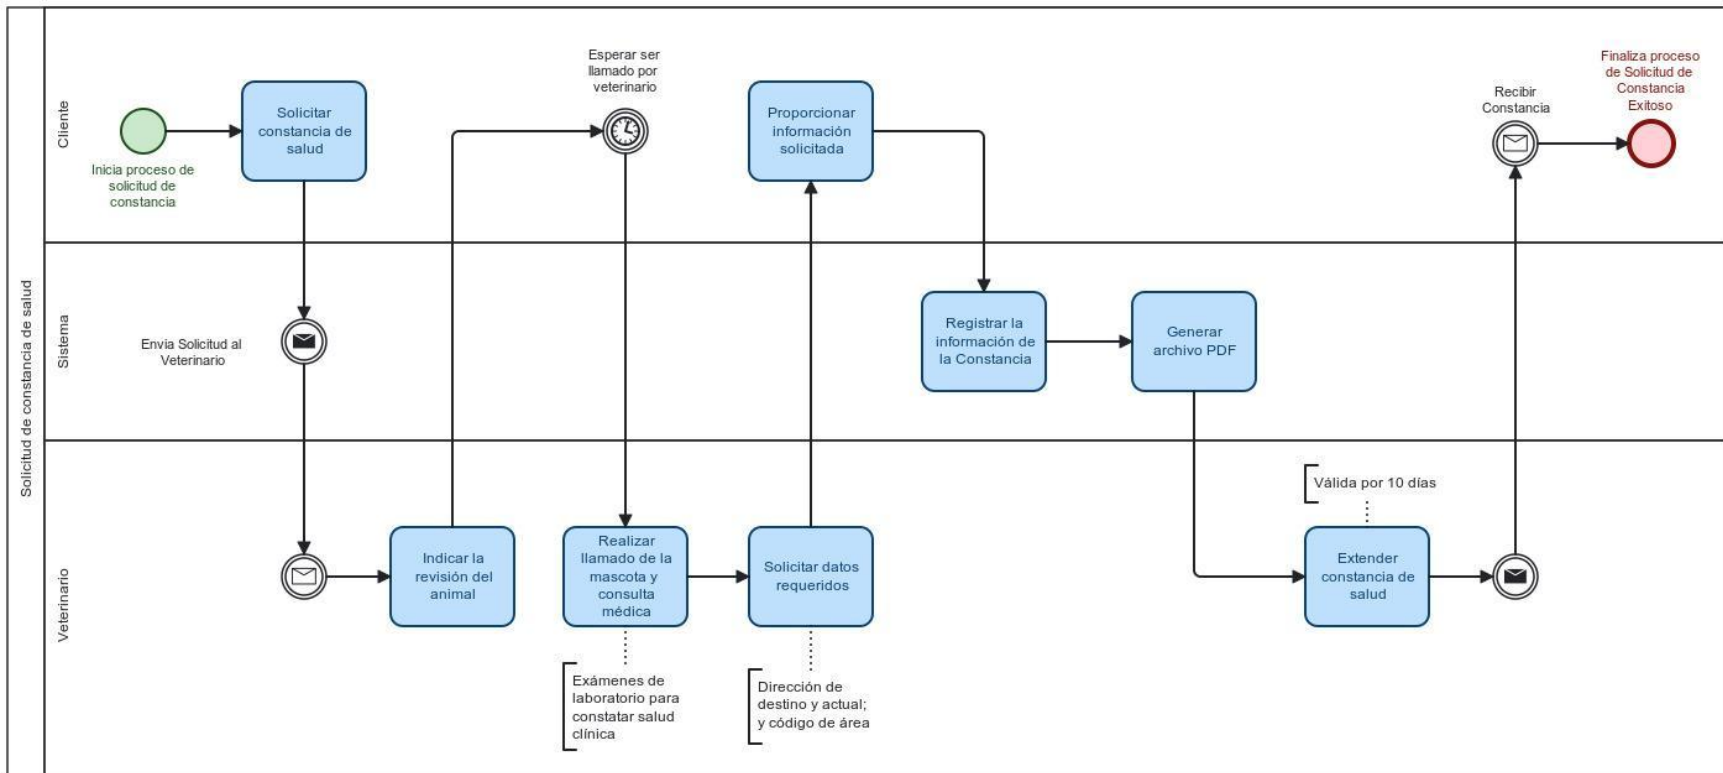 Solicitud de constancia de salud
Cliente
Inicia proceso de
solicitud de
constancia
Solicitar
constancia de
salud
Esperar ser
llamado por
veterinario
Proporcionar
información
solicitada
Recibir
Constancia
Finaliza proceso
de Solicitud de
Constancia
Exitoso
Sistema
Envia Solicitud al
Veterinario
Registrar la
información de
la Constancia
Generar
archivo PDF
Veterinario
Indicar la
revisión del
animal
Realizar
llamado de la
mascota y
consulta
médica
Exámenes de
laboratorio para
constatar salud
clínica
Solicitar datos
requeridos
Dirección de
destino y actual;
y código de área
Válida por 10 días
Extender
constancia de
salud